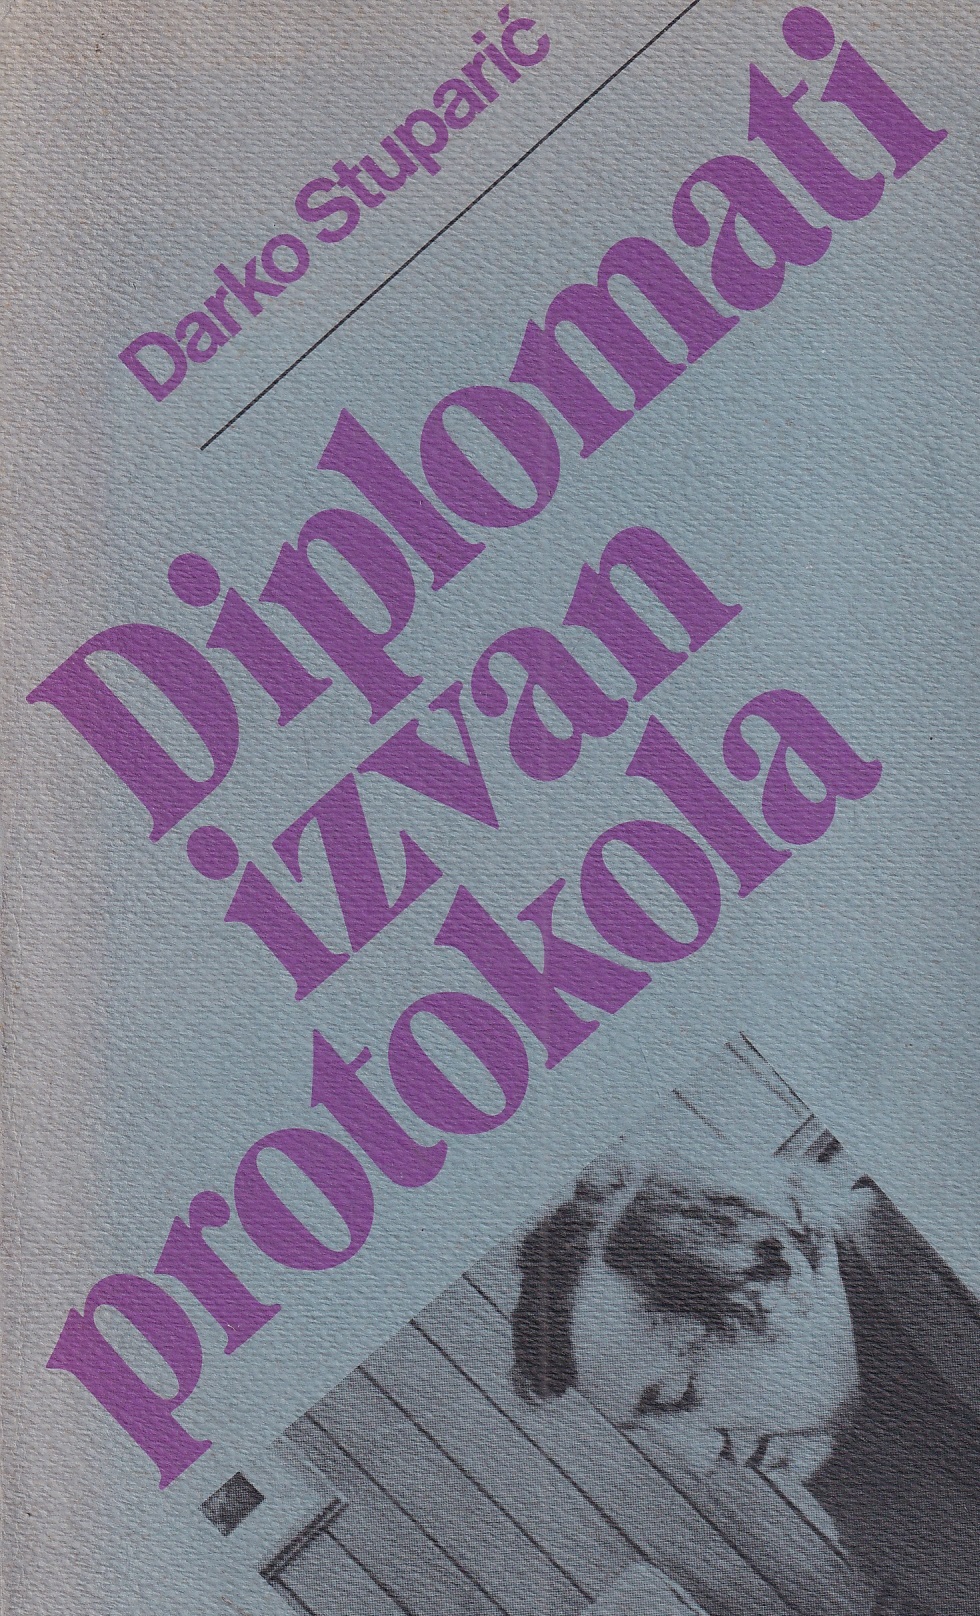 Darko Stuparić
Diplomati
izvan
protokola